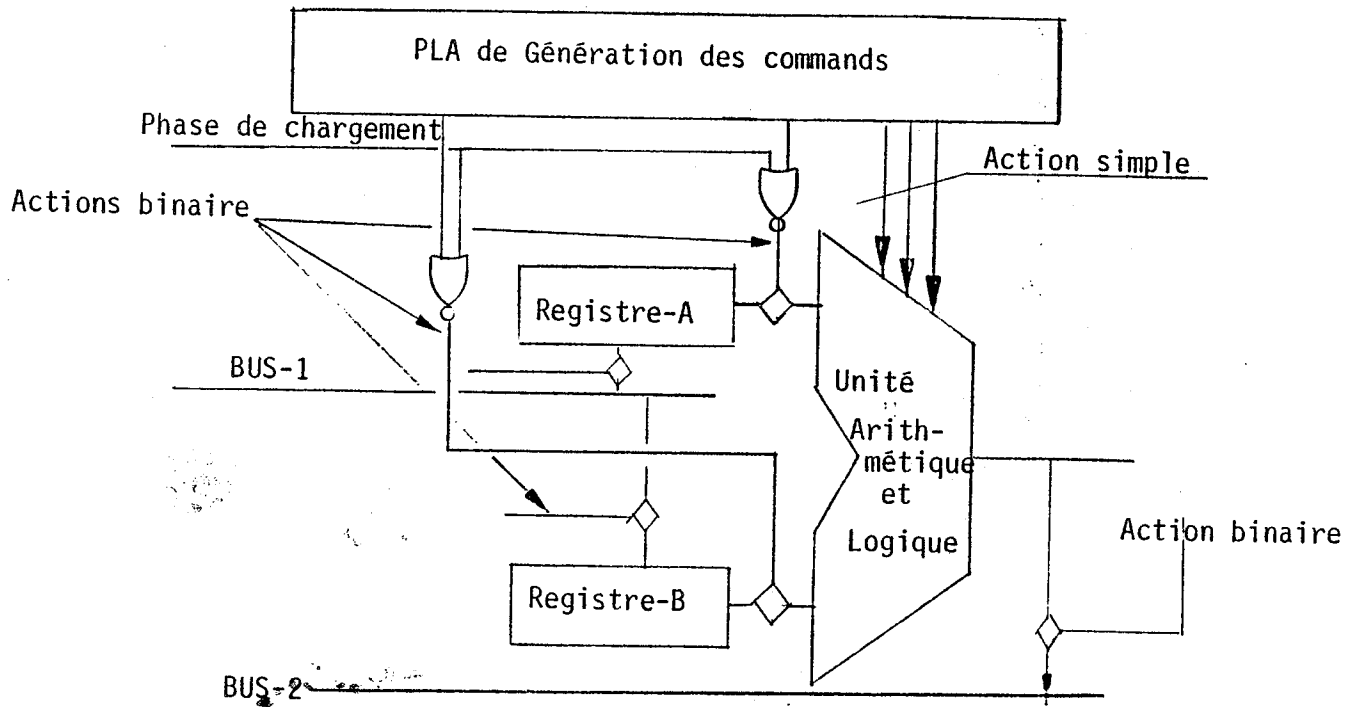 PLA de Génération des commands
Phase de chargement
Action simple
Actions binaire
Registre-A
BUS-1
Unité
Arith-
métique
et
Logique
Action binaire
Registre-B
BUS-2